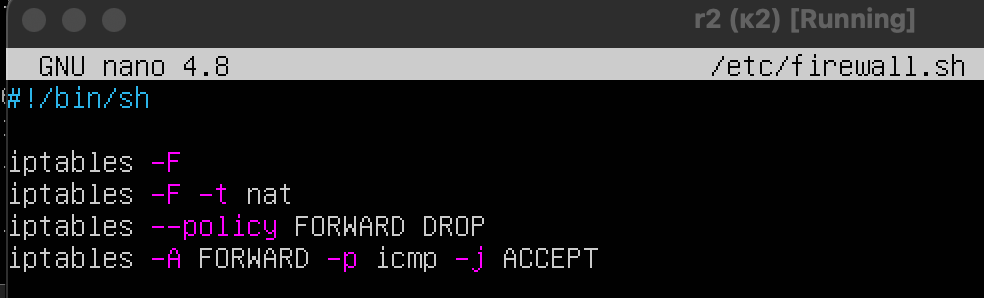 r2 (к2) [Running]
GNU nano 4.8 /etc/firewall.sh
#!/bin/sh
iptables -F
iptables -F -t nat
iptables --policy FORWARD DROP
iptables -A FORWARD -p icmp -j ACCEPT